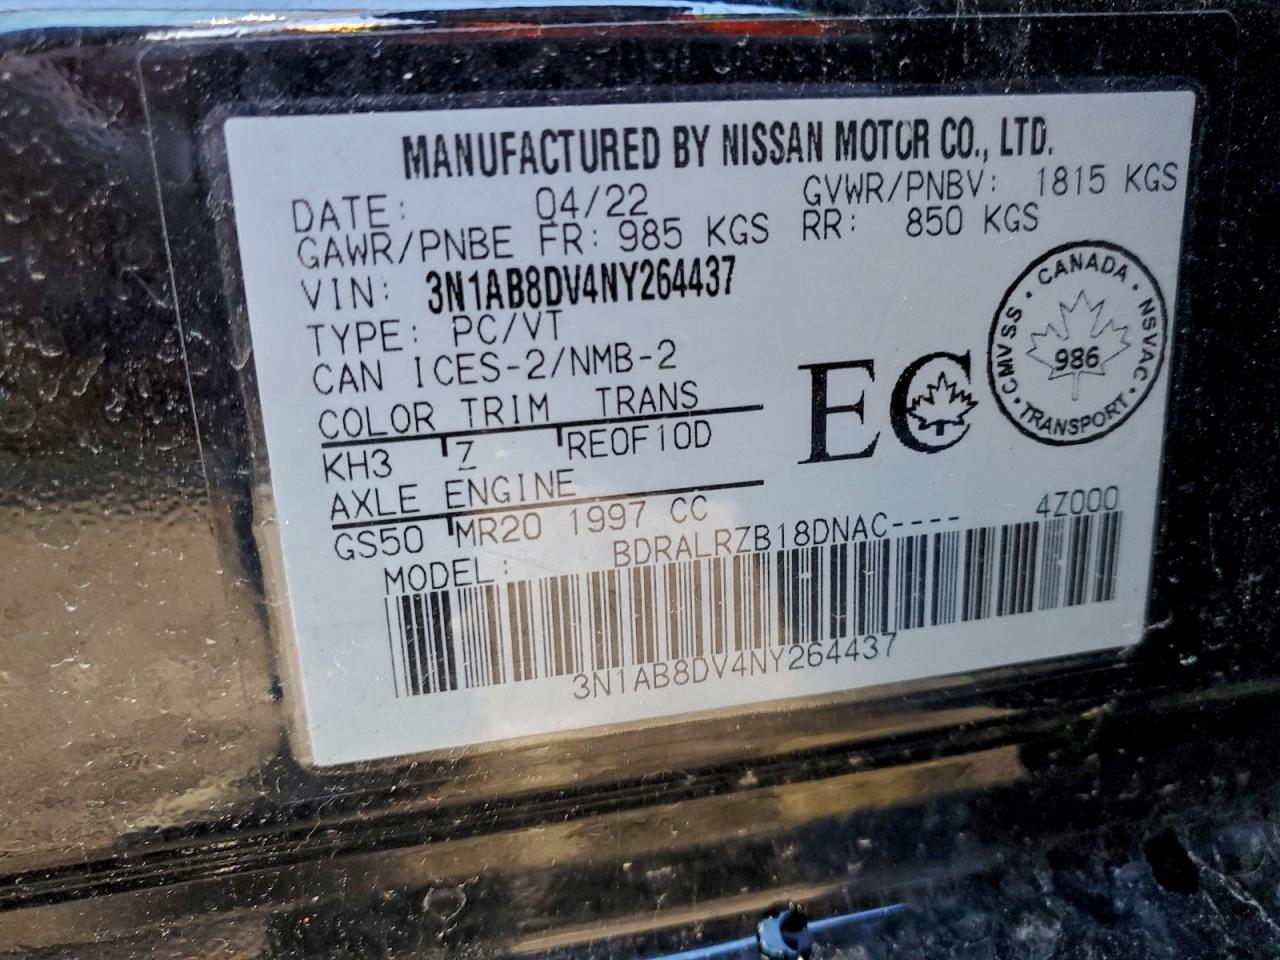 MANUFACTURED BY NISSAN MOTOR CO., LTD.
DATE: 04/22 GVWR/PNBV: 1815 KGS
GAWR/PNBE FR: 985 KGS RR: 850 KGS
VIN: 3N1AB8DV4NY264437
TYPE: PC/VT
CAN ICES-2/NMB-2
COLOR TRIM TRANS
KH3 Z RE0F10D
AXLE ENGINE
GS50 MR20 1997 CC
MODEL: BDRALRZB18DNAC---- 4Z000
3N1AB8DV4NY264437
EC
CANADA · NSVAC · TRANSPORT · CMVSS ·
986